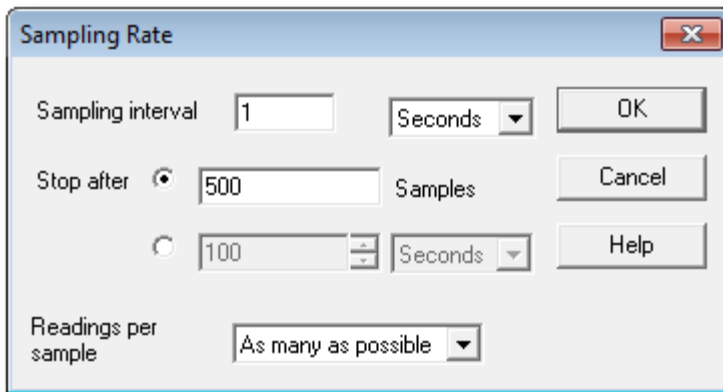 Sampling Rate
Sampling interval 1 Seconds OK
Stop after 500 Samples Cancel
100 Seconds Help
Readings per
sample As many as possible